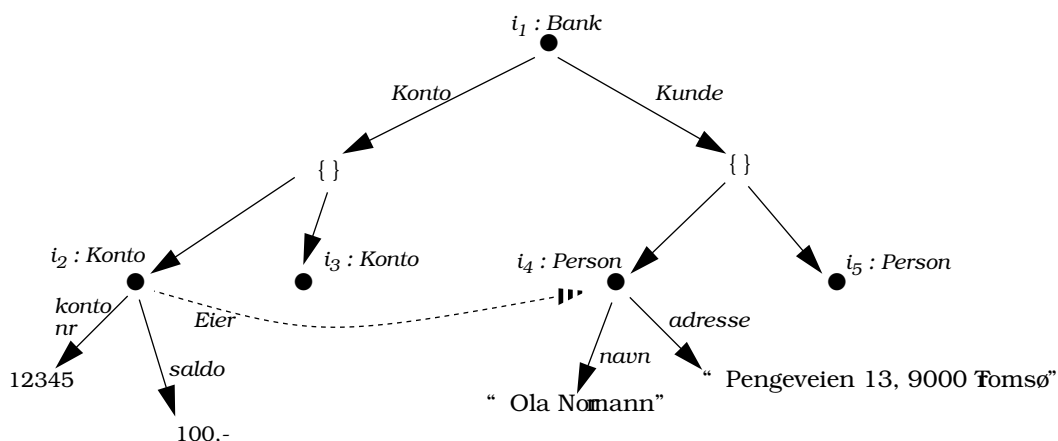 i1 : Bank
Konto
Kunde
{ }
{ }
i2 : Konto
i3 : Konto
i4 : Person
i5 : Person
konto
nr
Eier
adresse
navn
saldo
12345
“ Pengeveien 13, 9000 Tromsø”
“ Ola Normann”
100,-